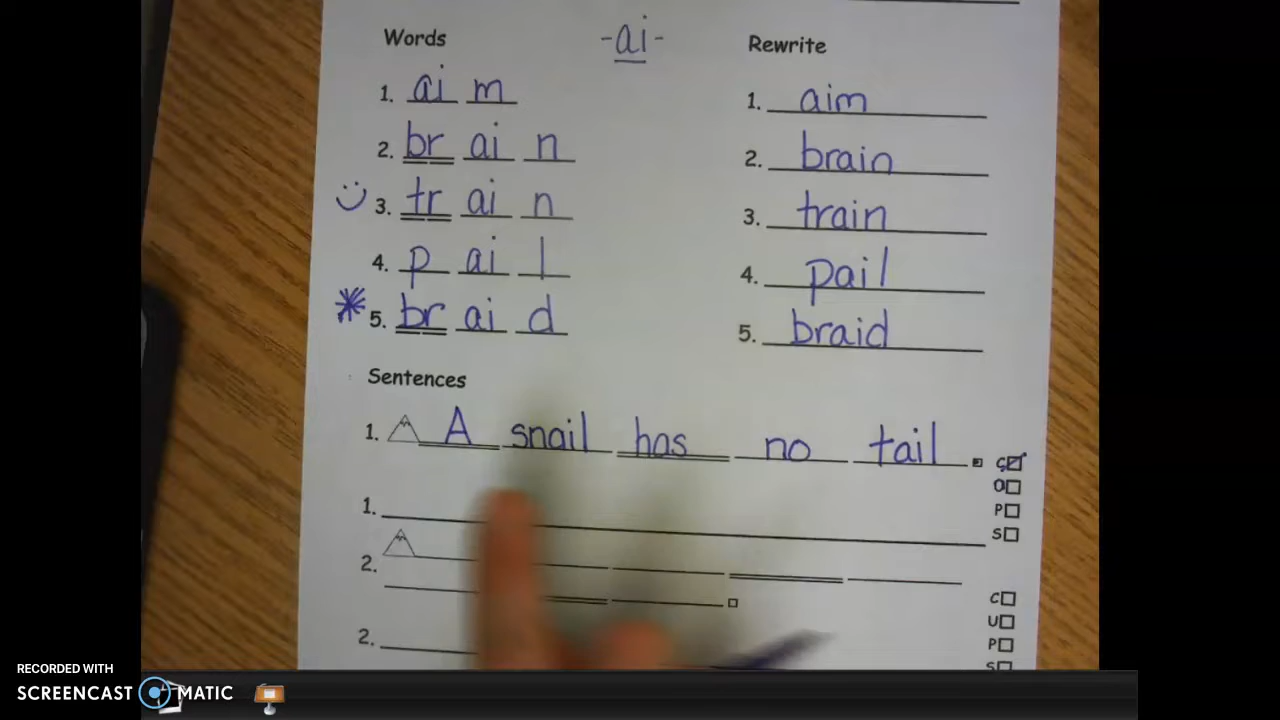 Words -ai- Rewrite
1. ai m 1. aim
2. br ai n 2. brain
3. tr ai n 3. train
4. p ai l 4. pail
* 5. br ai d 5. braid
Sentences
1. A snail has no tail . C
O
P
1. S
2.
C
U
2. P
S
RECORDED WITH
SCREENCAST MATIC